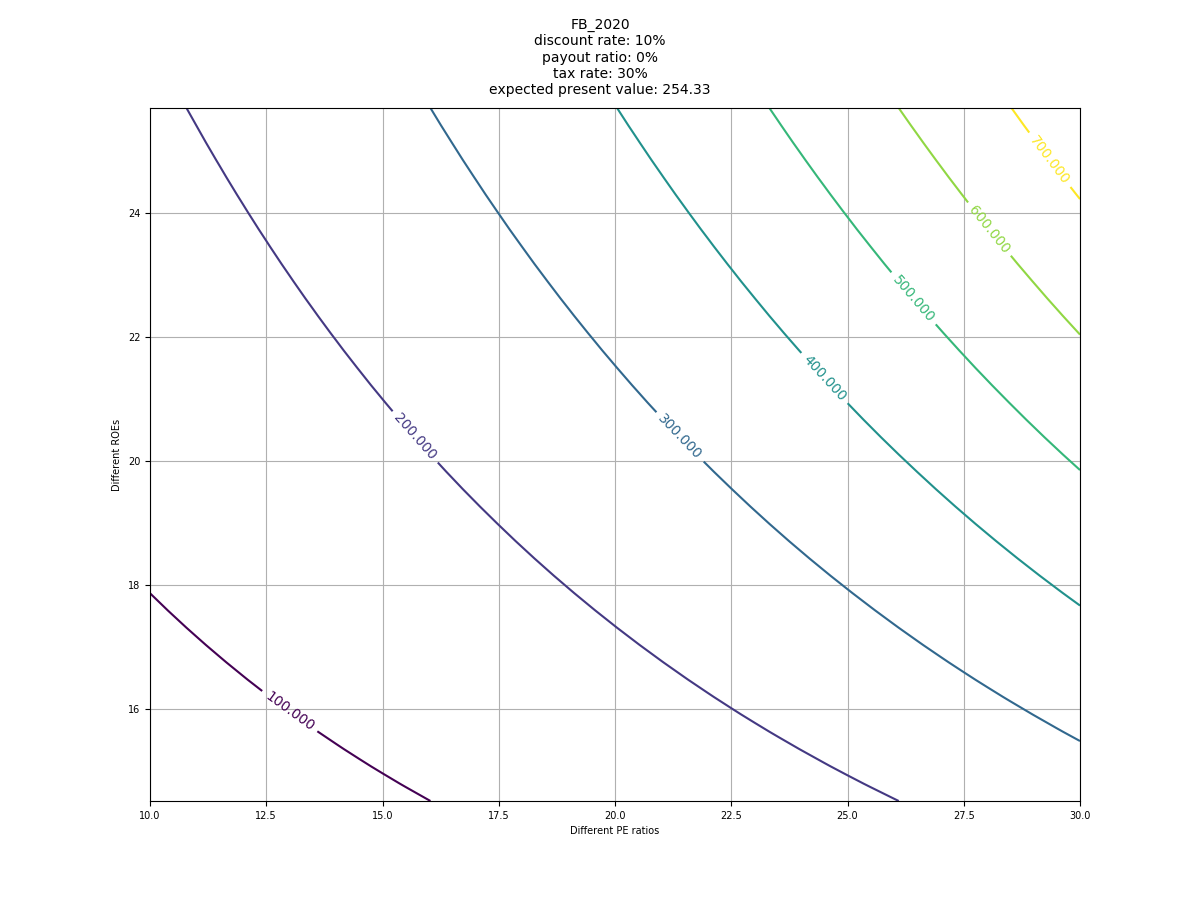 FB_2020
discount rate: 10%
payout ratio: 0%
tax rate: 30%
expected present value: 254.33
700.000
600.000
500.000
400.000
300.000
200.000
100.000
24
22
20
18
16
Different ROEs
10.0 12.5 15.0 17.5 20.0 22.5 25.0 27.5 30.0
Different PE ratios